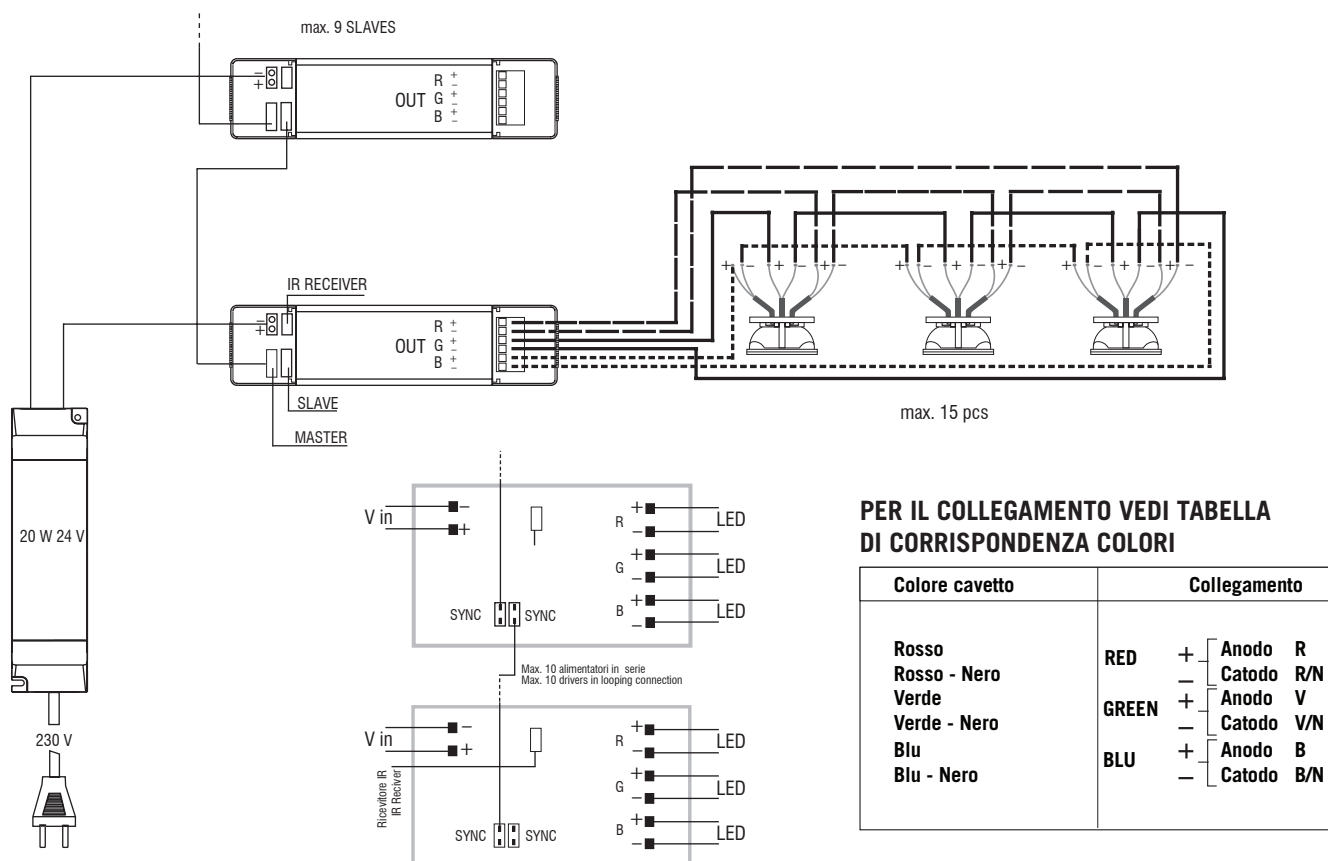 max. 9 SLAVES
−
+
R + −
OUT G + −
B + −
IR RECEIVER
−
+
R + −
OUT G + −
B + −
SLAVE
MASTER
+ − + − + −
+ − + − + −
+ − + − + −
max. 15 pcs
20 W 24 V
230 V
V in
−
+
R + − LED
G + − LED
B + − LED
SYNC SYNC
Max. 10 alimentatori in serie
Max. 10 drivers in looping connection
V in
−
+
Ricevitore IR
IR Reciver
R + − LED
G + − LED
B + − LED
SYNC SYNC
PER IL COLLEGAMENTO VEDI TABELLA
DI CORRISPONDENZA COLORI
Colore cavetto Collegamento
Rosso RED + Anodo R
Rosso - Nero − Catodo R/N
Verde GREEN + Anodo V
Verde - Nero − Catodo V/N
Blu BLU + Anodo B
Blu - Nero − Catodo B/N